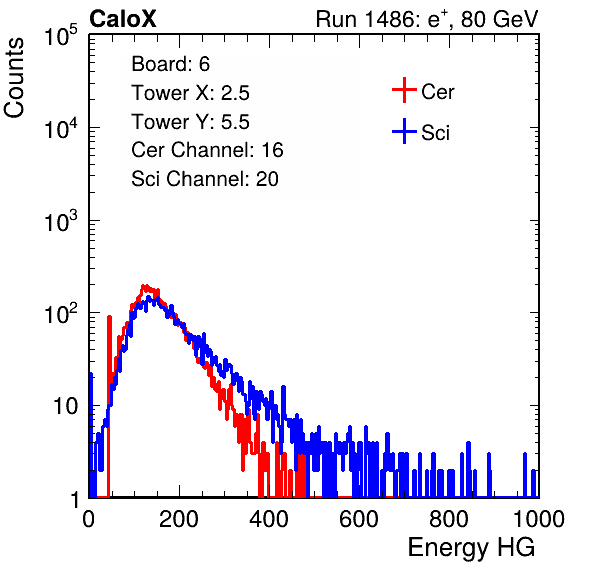 CaloX Run 1486: e⁺, 80 GeV
Counts
Board: 6
Tower X: 2.5
Tower Y: 5.5
Cer Channel: 16
Sci Channel: 20
Cer
Sci
10⁵
10⁴
10³
10²
10
1
0 200 400 600 800 1000
Energy HG